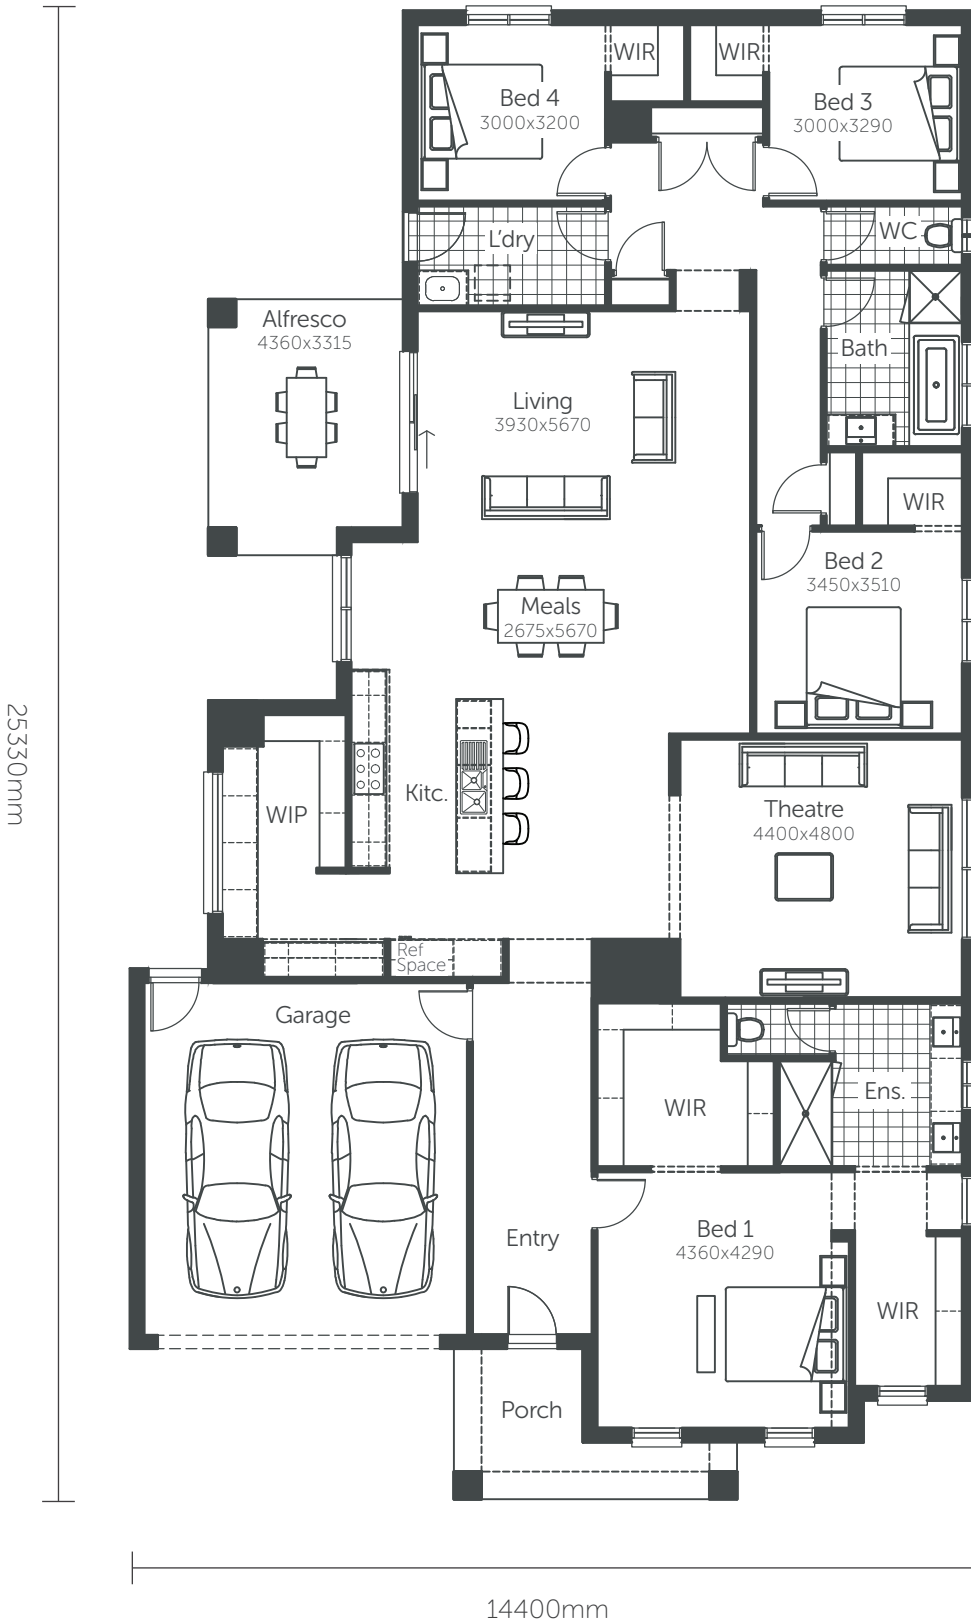 WIR
WIR
Bed 4
3000x3200
Bed 3
3000x3290
L'dry
WC
Alfresco
4360x3315
Bath
Living
3930x5670
WIR
Bed 2
3450x3510
Meals
2675x5670
25330mm
Kitc.
WIP
Theatre
4400x4800
Ref
Space
Garage
Ens.
WIR
Entry
Bed 1
4360x4290
WIR
Porch
14400mm